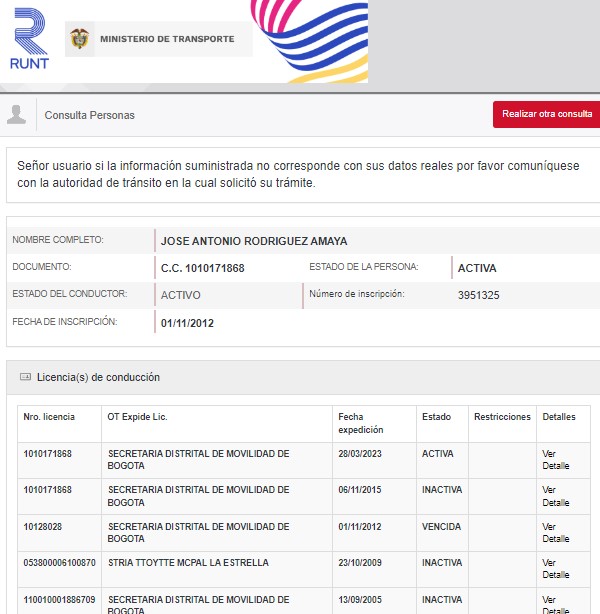 RUNT
MINISTERIO DE TRANSPORTE
Consulta Personas
Realizar otra consulta
Señor usuario si la información suministrada no corresponde con sus datos reales por favor comuníquese
con la autoridad de tránsito en la cual solicitó su trámite.
NOMBRE COMPLETO: JOSE ANTONIO RODRIGUEZ AMAYA
DOCUMENTO: C.C. 1010171868 ESTADO DE LA PERSONA: ACTIVA
ESTADO DEL CONDUCTOR: ACTIVO Número de inscripción: 3951325
FECHA DE INSCRIPCIÓN: 01/11/2012
Licencia(s) de conducción
Nro. licencia OT Expide Lic. Fecha Estado Restricciones Detalles
expedición
1010171868 SECRETARIA DISTRITAL DE MOVILIDAD DE 28/03/2023 ACTIVA Ver
BOGOTA Detalle
1010171868 SECRETARIA DISTRITAL DE MOVILIDAD DE 06/11/2015 INACTIVA Ver
BOGOTA Detalle
10128028 SECRETARIA DISTRITAL DE MOVILIDAD DE 01/11/2012 VENCIDA Ver
BOGOTA Detalle
053800006100870 STRIA TTOYTTE MCPAL LA ESTRELLA 23/10/2009 INACTIVA Ver
Detalle
110010001886709 SECRETARIA DISTRITAL DE MOVILIDAD DE 13/09/2005 INACTIVA Ver
BOGOTA Detalle